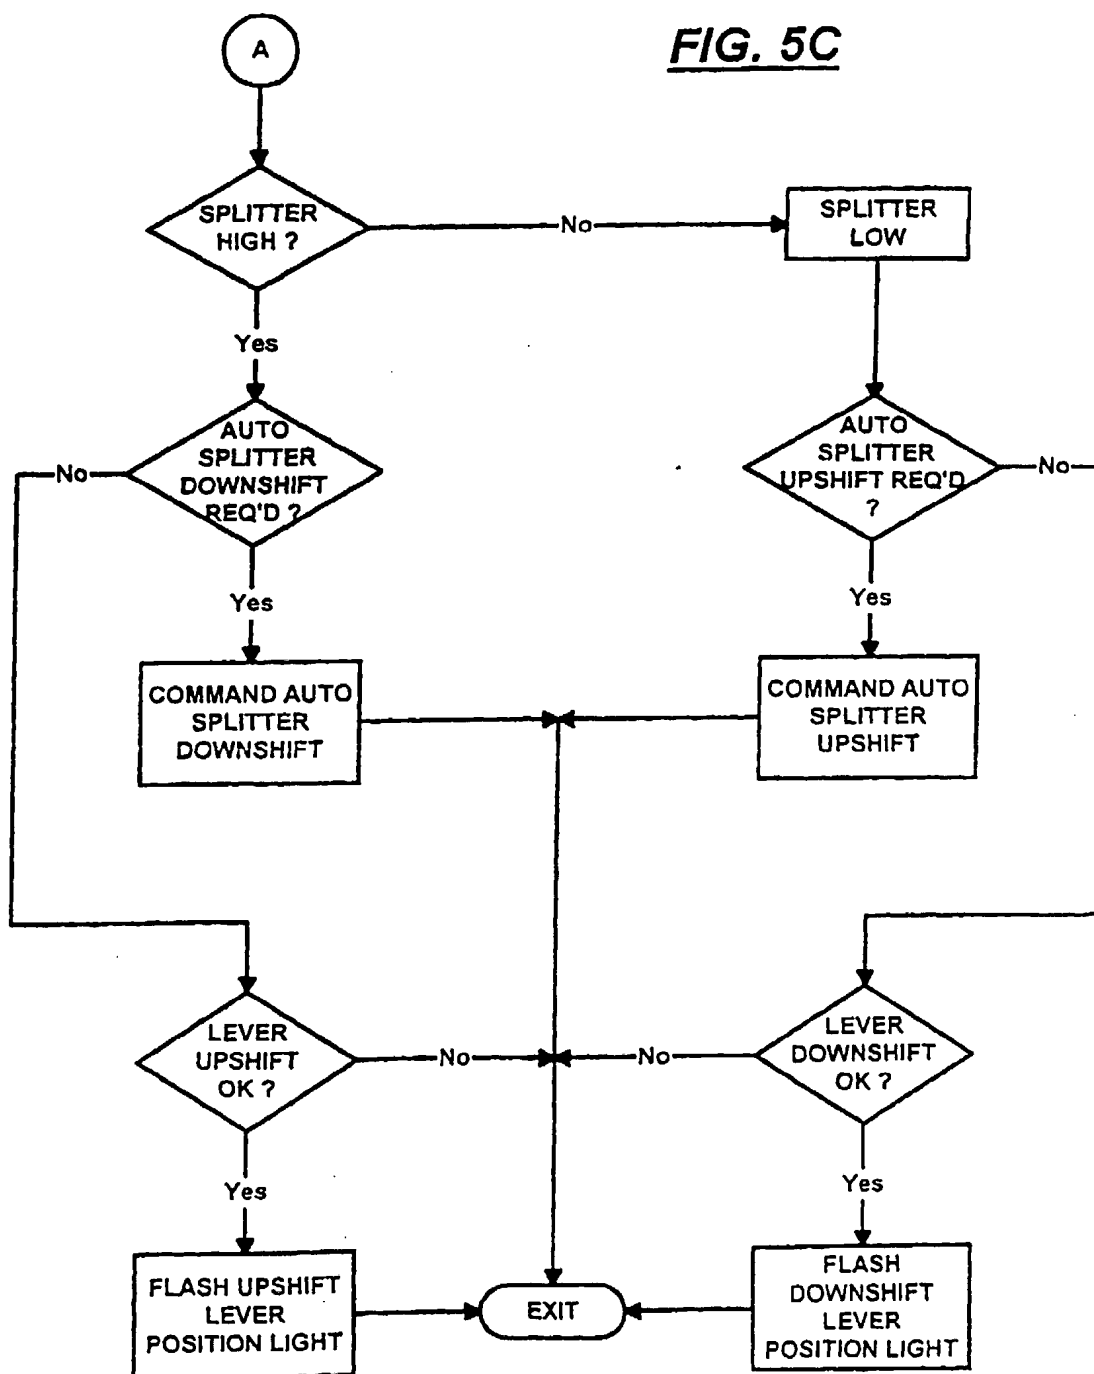 A
FIG. 5C
SPLITTER
HIGH ?
No
SPLITTER
LOW
Yes
AUTO
SPLITTER
DOWNSHIFT
REQ'D ?
No
AUTO
SPLITTER
UPSHIFT REQ'D
?
No
Yes
Yes
COMMAND AUTO
SPLITTER
DOWNSHIFT
COMMAND AUTO
SPLITTER
UPSHIFT
LEVER
UPSHIFT
OK ?
No
No
LEVER
DOWNSHIFT
OK ?
Yes
Yes
FLASH UPSHIFT
LEVER
POSITION LIGHT
EXIT
FLASH
DOWNSHIFT
LEVER
POSITION LIGHT